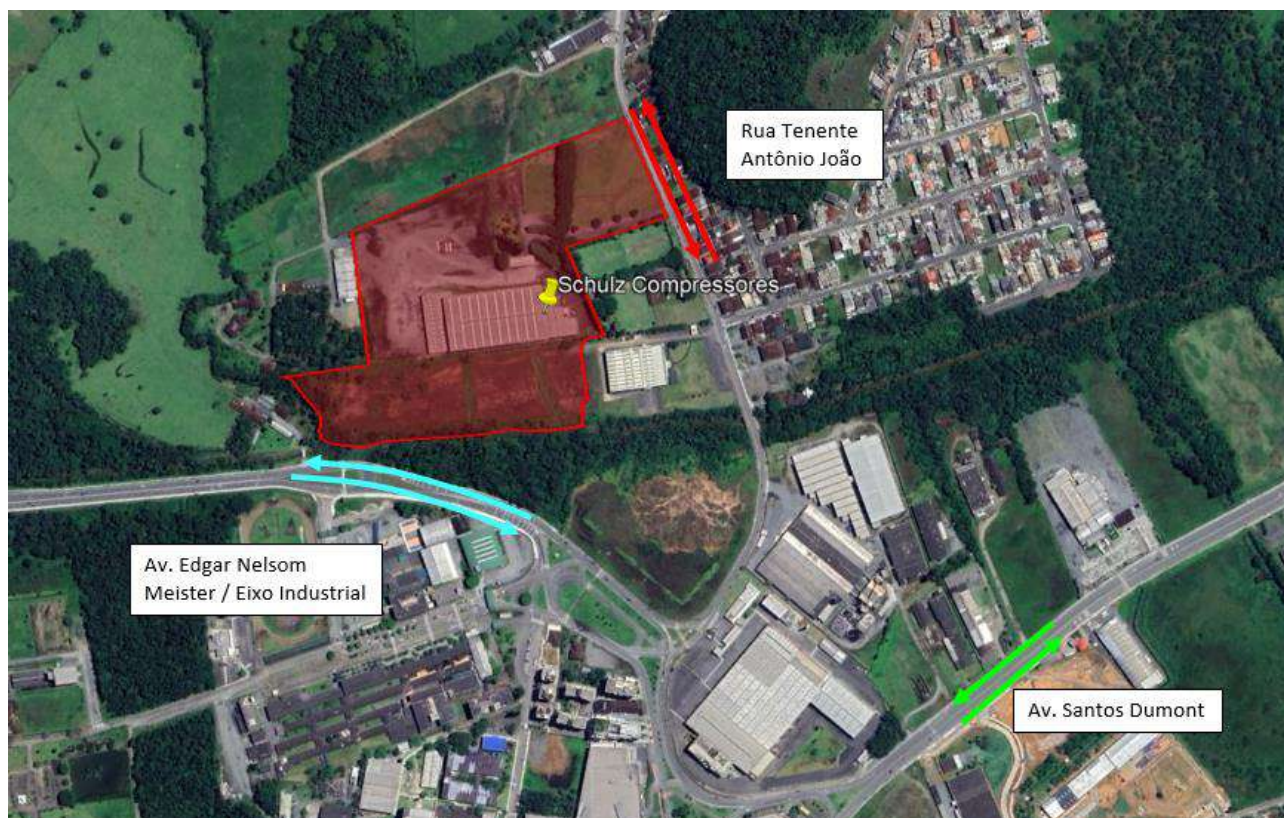 Rua Tenente
Antônio João
Schulz Compressores
Av. Edgar Nelsom
Meister / Eixo Industrial
Av. Santos Dumont